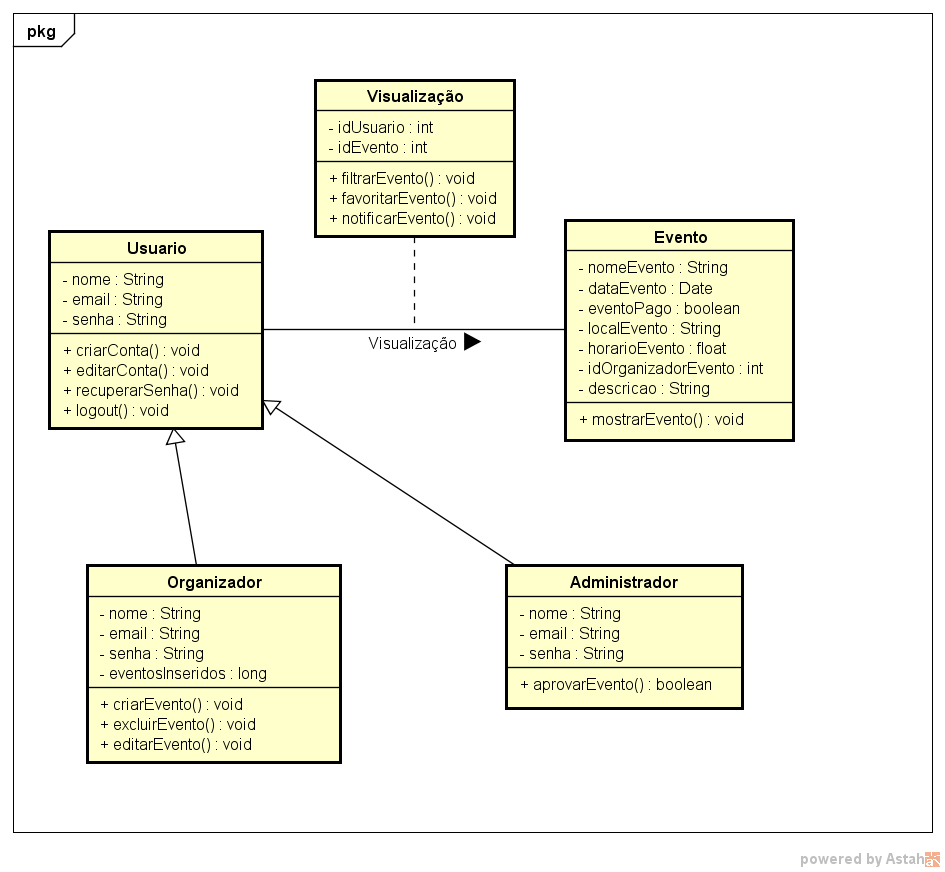 pkg
Visualização
- idUsuario : int
- idEvento : int
+ filtrarEvento() : void
+ favoritarEvento() : void
+ notificarEvento() : void
Usuario
- nome : String
- email : String
- senha : String
+ criarConta() : void
+ editarConta() : void
+ recuperarSenha() : void
+ logout() : void
Visualização
Evento
- nomeEvento : String
- dataEvento : Date
- eventoPago : boolean
- localEvento : String
- horarioEvento : float
- idOrganizadorEvento : int
- descricao : String
+ mostrarEvento() : void
Organizador
- nome : String
- email : String
- senha : String
- eventosInseridos : long
+ criarEvento() : void
+ excluirEvento() : void
+ editarEvento() : void
Administrador
- nome : String
- email : String
- senha : String
+ aprovarEvento() : boolean
powered by Astah